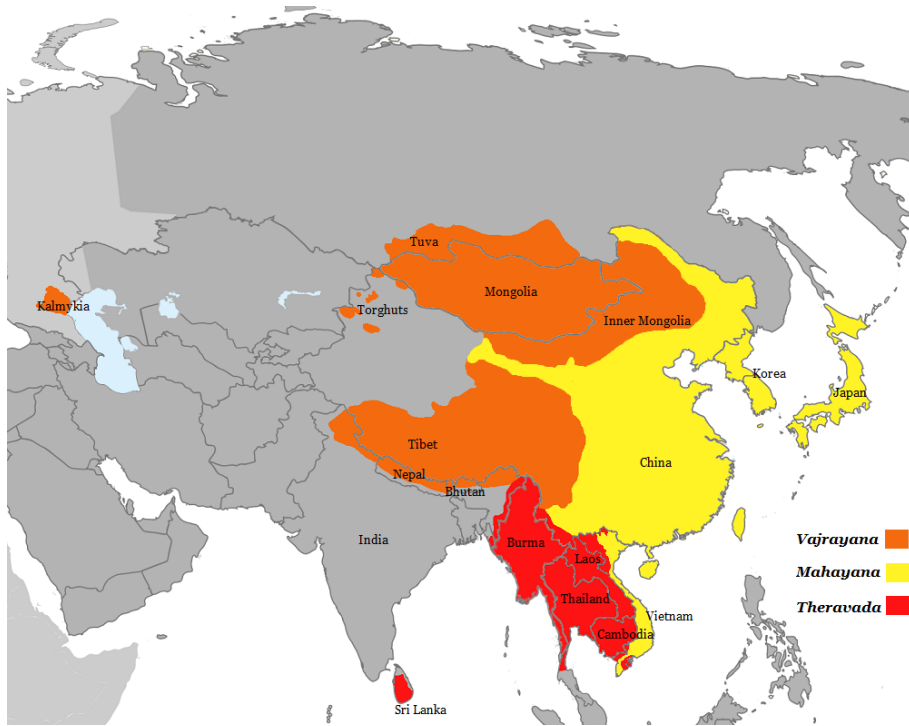 Tuva
Mongolia
Kalmykia
Torghuts
Inner Mongolia
Korea
Japan
Tibet
China
Nepal
Bhutan
India
Burma
Laos
Thailand
Vietnam
Cambodia
Sri Lanka
Vajrayana
Mahayana
Theravada